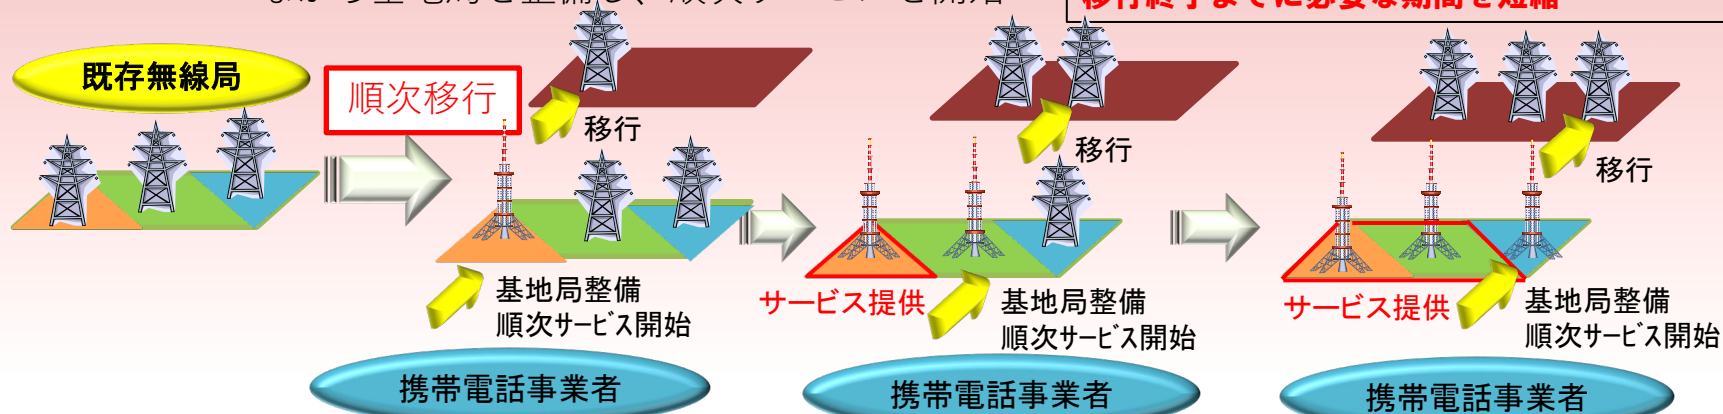 既存無線局
順次移行
移行
基地局整備
順次サービス開始
携帯電話事業者
移行
サービス提供
基地局整備
順次サービス開始
携帯電話事業者
移行
サービス提供
基地局整備
順次サービス開始
携帯電話事業者